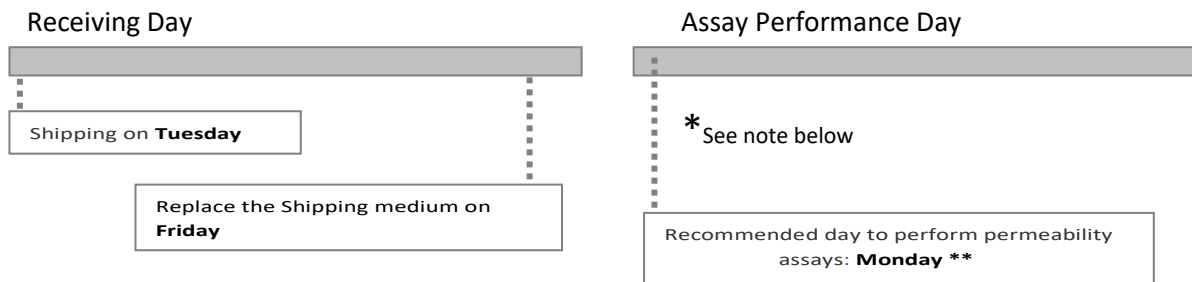 Receiving Day
Assay Performance Day
Shipping on Tuesday
*See note below
Replace the Shipping medium on
Friday
Recommended day to perform permeability
assays: Monday **